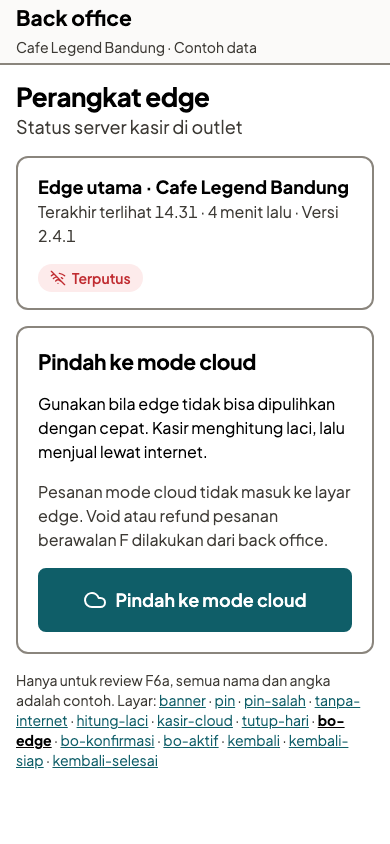 Back office
Cafe Legend Bandung · Contoh data
Perangkat edge
Status server kasir di outlet
Edge utama · Cafe Legend Bandung
Terakhir terlihat 14.31 · 4 menit lalu · Versi
2.4.1
Terputus
Pindah ke mode cloud
Gunakan bila edge tidak bisa dipulihkan
dengan cepat. Kasir menghitung laci, lalu
menjual lewat internet.
Pesanan mode cloud tidak masuk ke layar
edge. Void atau refund pesanan
berawalan F dilakukan dari back office.
Pindah ke mode cloud
Hanya untuk review F6a, semua nama dan angka
adalah contoh. Layar: banner · pin · pin-salah · tanpa-
internet · hitung-laci · kasir-cloud · tutup-hari · bo-
edge · bo-konfirmasi · bo-aktif · kembali · kembali-
siap · kembali-selesai